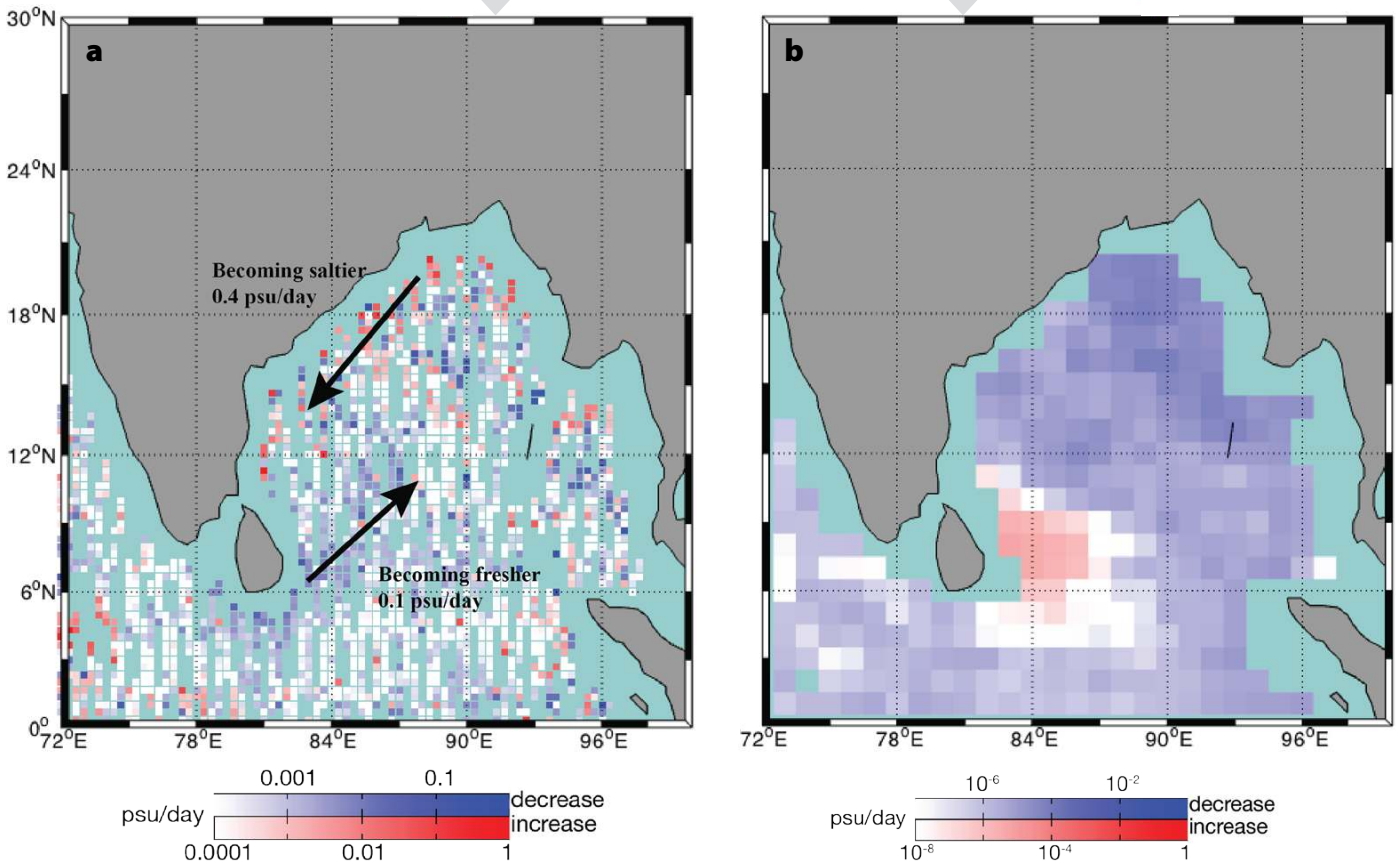 a
30°N
24°N
18°N
12°N
6°N
0°
72°E
78°E
84°E
90°E
96°E
Becoming saltier
0.4 psu/day
Becoming fresher
0.1 psu/day
0.001
0.1
psu/day
decrease
increase
0.0001
0.01
1
b
72°E
78°E
84°E
90°E
96°E
10⁻⁶
10⁻²
psu/day
decrease
increase
10⁻⁸
10⁻⁴
1